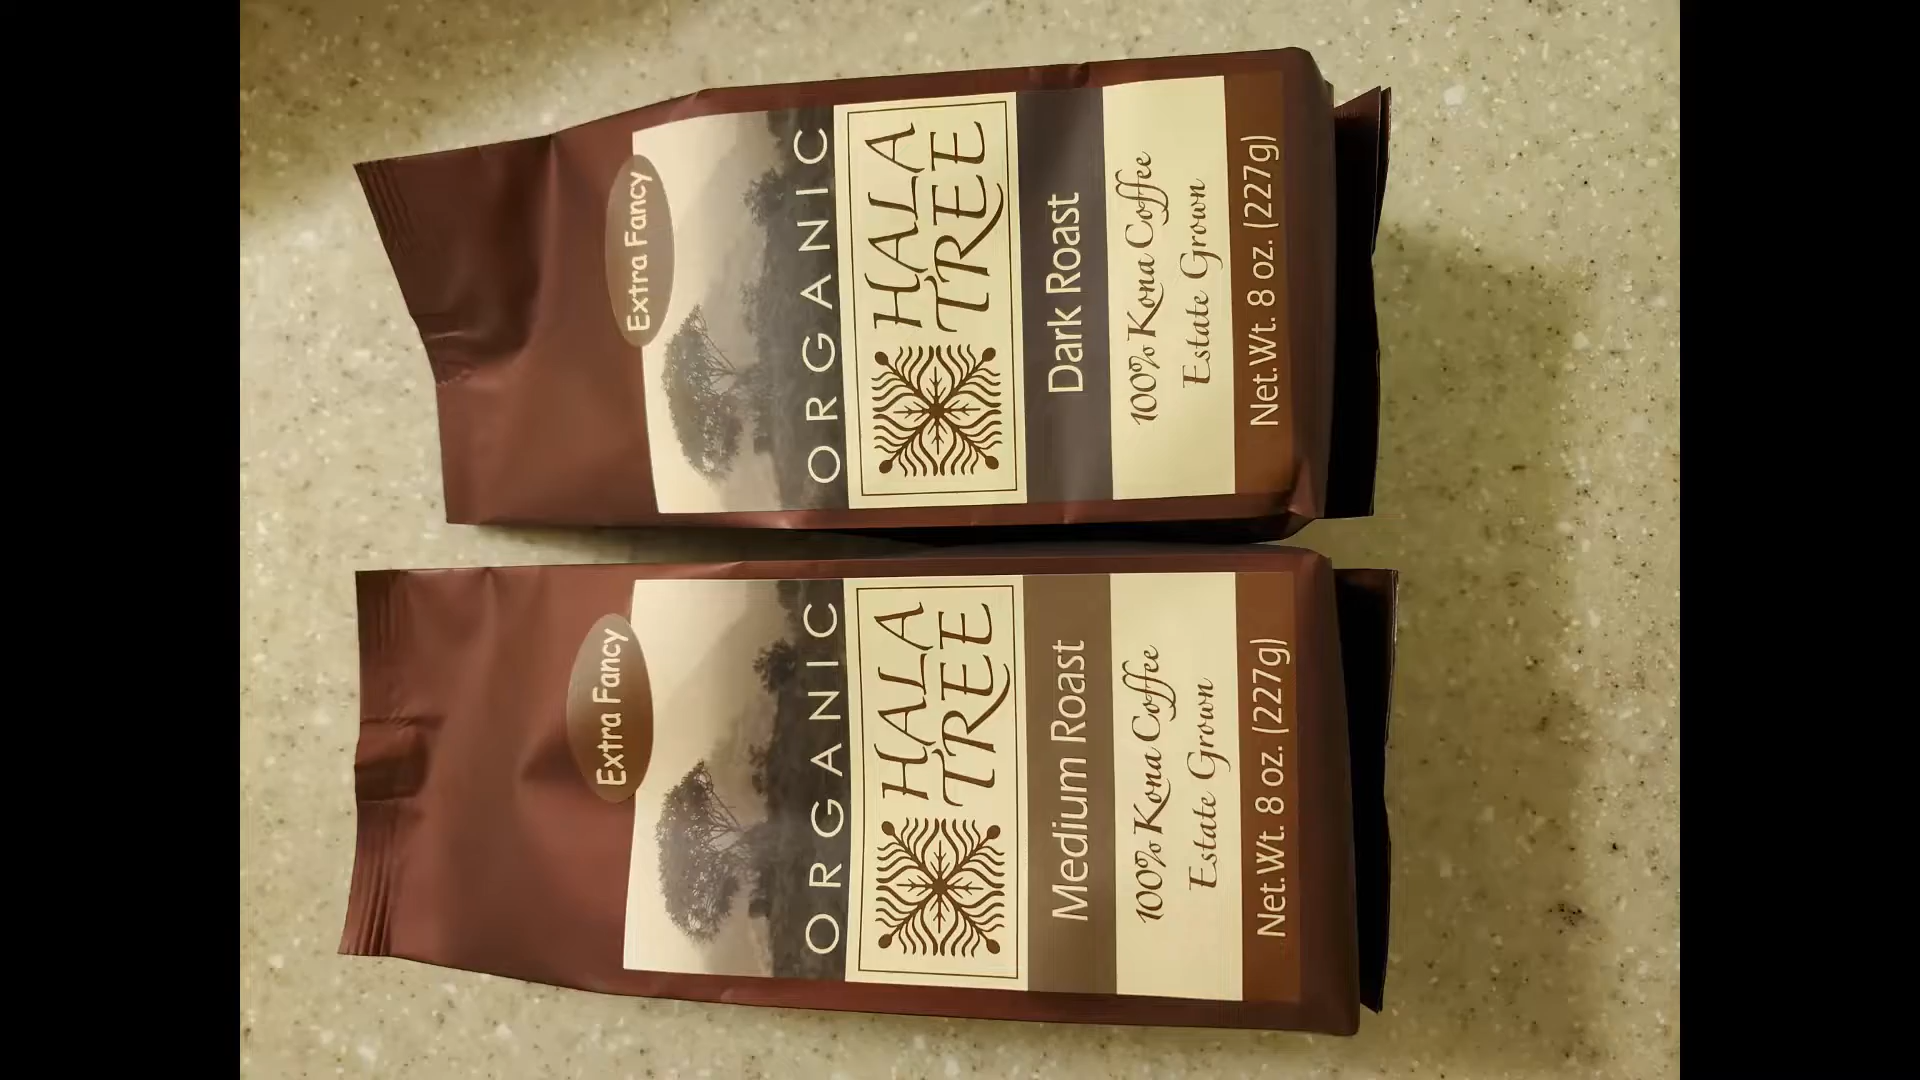 Extra Fancy
ORGANIC
HALA
TREE
Medium Roast
100% Kona Coffee
Estate Grown
Net.Wt. 8 oz. (227g)
Extra Fancy
ORGANIC
HALA
TREE
Dark Roast
100% Kona Coffee
Estate Grown
Net.Wt. 8 oz. (227g)